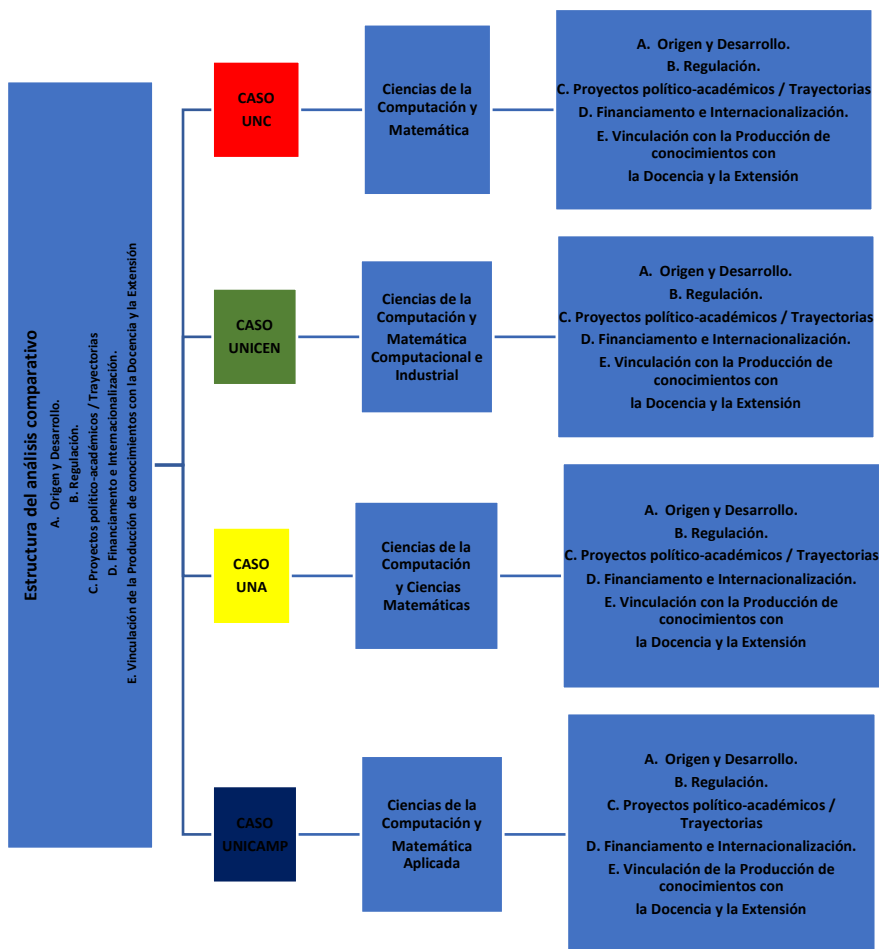 Estructura del análisis comparativo
A. Origen y Desarrollo.
B. Regulación.
C. Proyectos político-académicos / Trayectorias
D. Financiamento e Internacionalización.
E. Vinculación de la Producción de conocimientos con la Docencia y la Extensión
CASO
UNC
Ciencias de la
Computación y
Matemática
A. Origen y Desarrollo.
B. Regulación.
C. Proyectos político-académicos / Trayectorias
D. Financiamento e Internacionalización.
E. Vinculación con la Producción de
conocimientos con
la Docencia y la Extensión
CASO
UNICEN
Ciencias de la
Computación y
Matemática
Computacional e
Industrial
A. Origen y Desarrollo.
B. Regulación.
C. Proyectos político-académicos / Trayectorias
D. Financiamento e Internacionalización.
E. Vinculación con la Producción de
conocimientos con
la Docencia y la Extensión
CASO
UNA
Ciencias de la
Computación
y Ciencias
Matemáticas
A. Origen y Desarrollo.
B. Regulación.
C. Proyectos político-académicos / Trayectorias
D. Financiamento e Internacionalización.
E. Vinculación con la Producción de
conocimientos con
la Docencia y la Extensión
CASO
UNICAMP
Ciencias de la
Computación y
Matemática
Aplicada
A. Origen y Desarrollo.
B. Regulación.
C. Proyectos político-académicos /
Trayectorias
D. Financiamento e Internacionalización.
E. Vinculación de la Producción de
conocimientos con
la Docencia y la Extensión